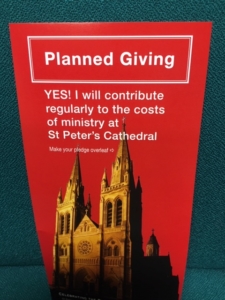 Planned Giving
YES! I will contribute
regularly to the costs
of ministry at
St Peter's Cathedral
Make your pledge overleaf